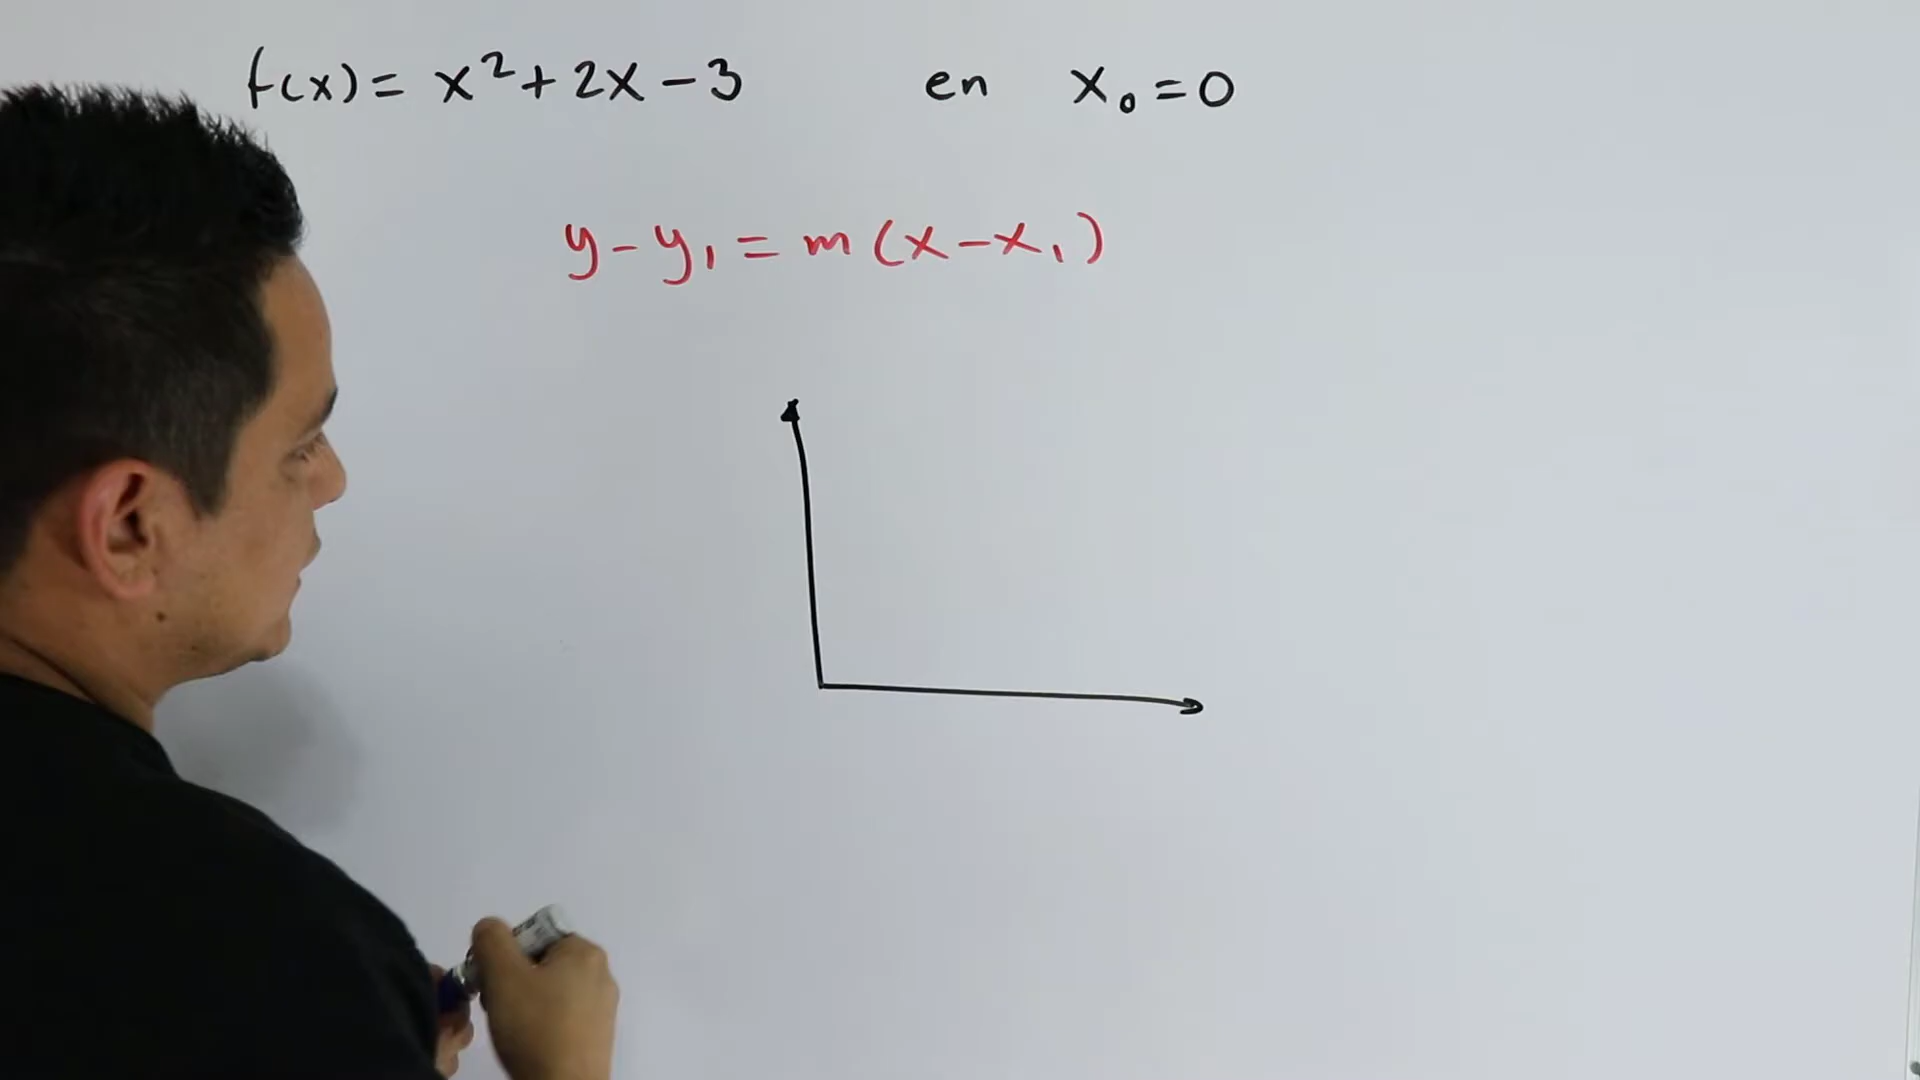 f(x) = x² + 2x - 3 en x₀ = 0
y - y₁ = m (x - x₁)